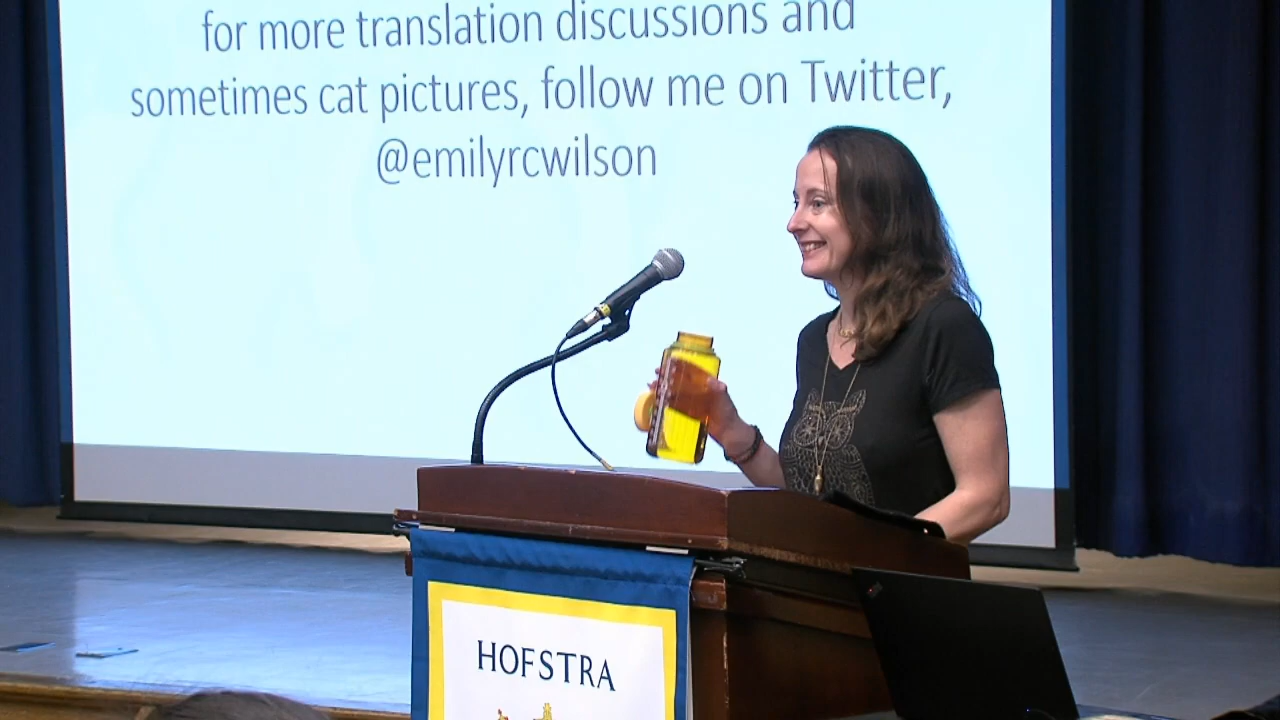 for more translation discussions and
sometimes cat pictures, follow me on Twitter,
@emilyrcwilson
HOFSTRA